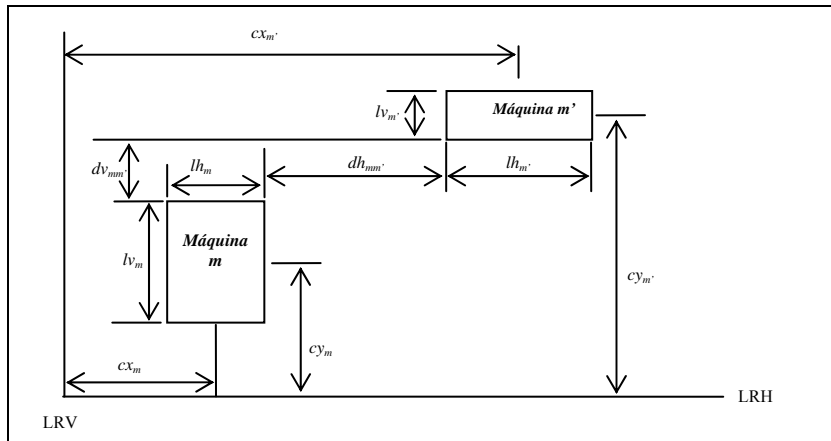 cxm'
lvm'
Máquina m'
dvmm'
lhm
dhmm'
lhm'
Máquina
m
lvm
cym'
cym
cxm
LRH
LRV